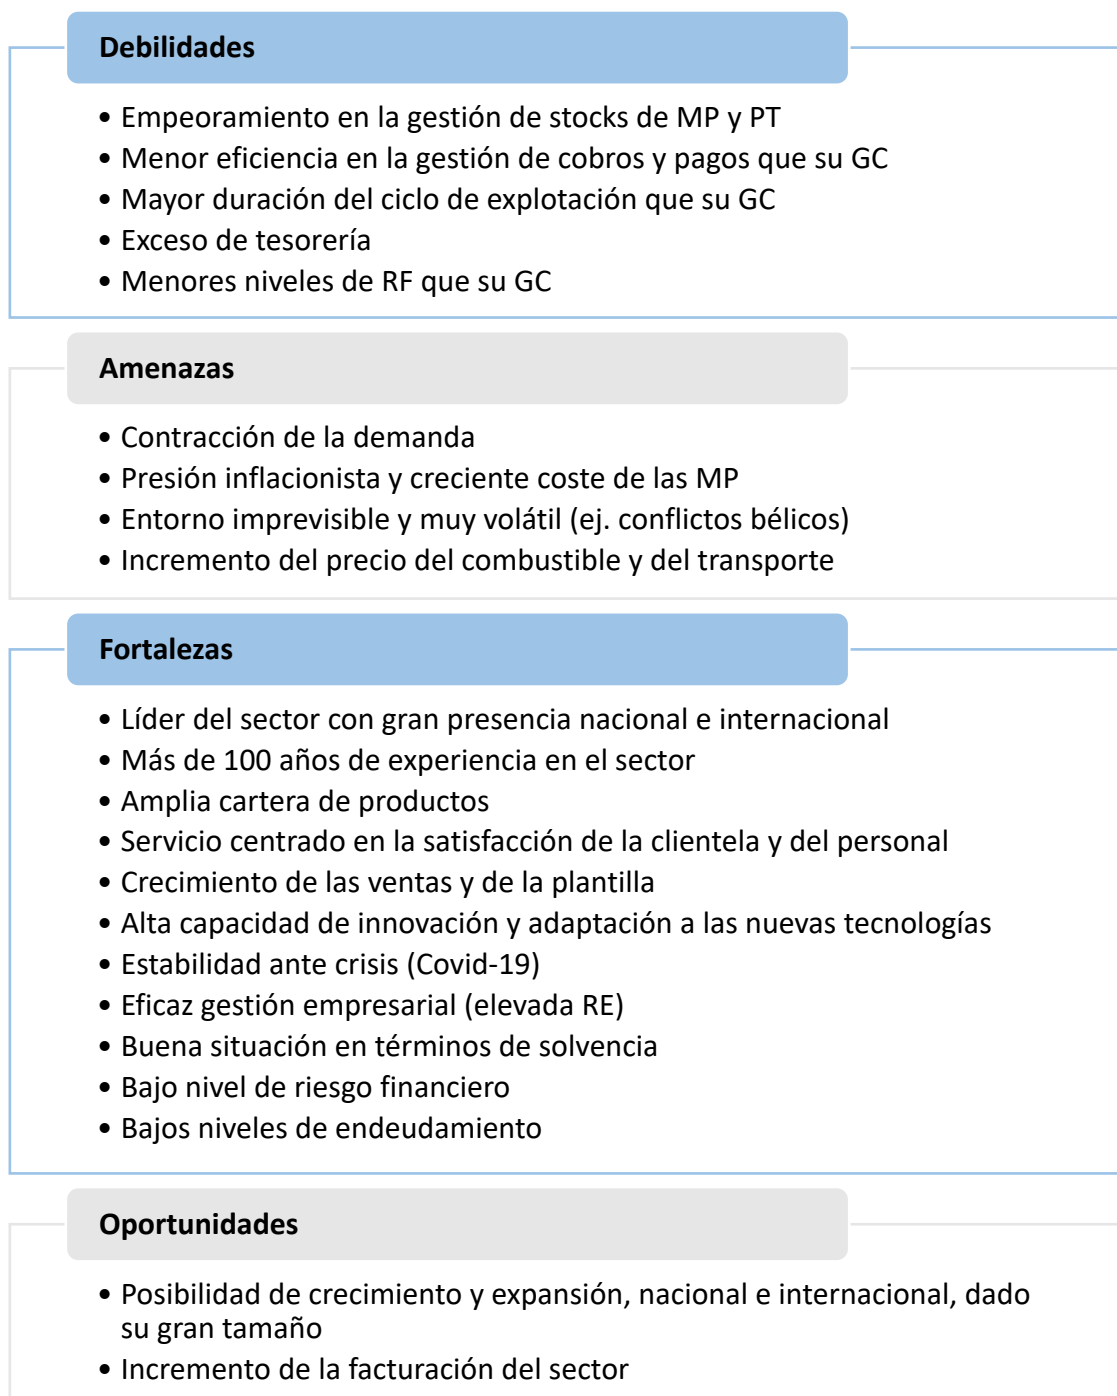 Debilidades
• Empeoramiento en la gestión de stocks de MP y PT
• Menor eficiencia en la gestión de cobros y pagos que su GC
• Mayor duración del ciclo de explotación que su GC
• Exceso de tesorería
• Menores niveles de RF que su GC
Amenazas
• Contracción de la demanda
• Presión inflacionista y creciente coste de las MP
• Entorno imprevisible y muy volátil (ej. conflictos bélicos)
• Incremento del precio del combustible y del transporte
Fortalezas
• Líder del sector con gran presencia nacional e internacional
• Más de 100 años de experiencia en el sector
• Amplia cartera de productos
• Servicio centrado en la satisfacción de la clientela y del personal
• Crecimiento de las ventas y de la plantilla
• Alta capacidad de innovación y adaptación a las nuevas tecnologías
• Estabilidad ante crisis (Covid-19)
• Eficaz gestión empresarial (elevada RE)
• Buena situación en términos de solvencia
• Bajo nivel de riesgo financiero
• Bajos niveles de endeudamiento
Oportunidades
• Posibilidad de crecimiento y expansión, nacional e internacional, dado
su gran tamaño
• Incremento de la facturación del sector